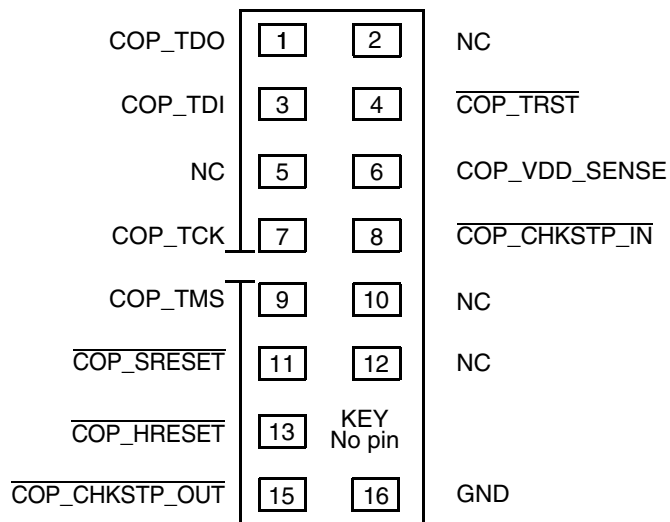 COP_TDO 1 2 NC
COP_TDI 3 4 COP_TRST
NC 5 6 COP_VDD_SENSE
COP_TCK 7 8 COP_CHKSTP_IN
COP_TMS 9 10 NC
COP_SRESET 11 12 NC
COP_HRESET 13 KEY
No pin
COP_CHKSTP_OUT 15 16 GND